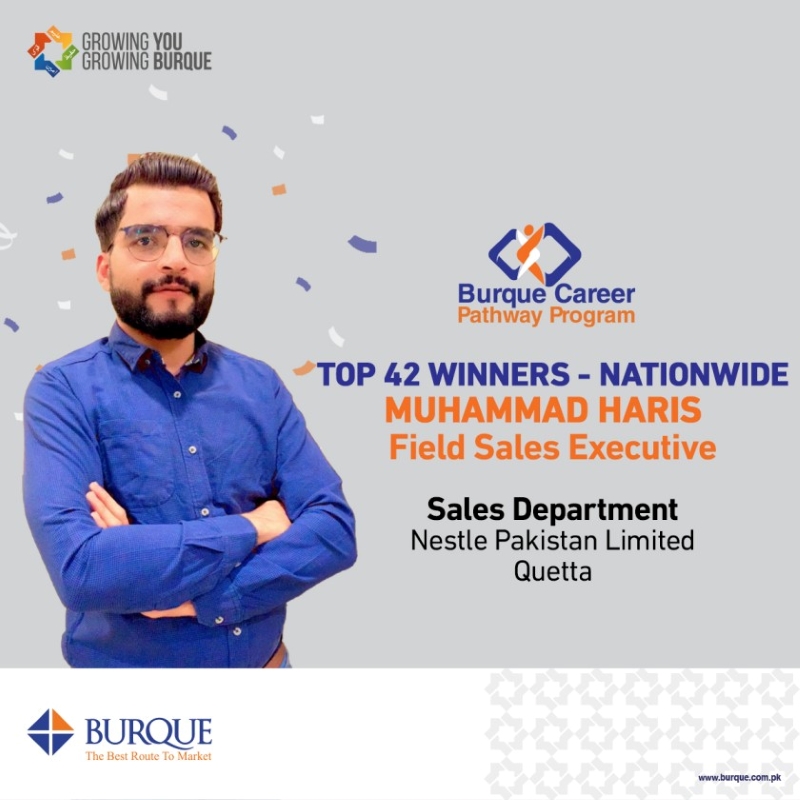 GROWING YOU
GROWING BURQUE
Burque Career
Pathway Program
TOP 42 WINNERS - NATIONWIDE
MUHAMMAD HARIS
Field Sales Executive
Sales Department
Nestle Pakistan Limited
Quetta
BURQUE
The Best Route To Market
www.burque.com.pk